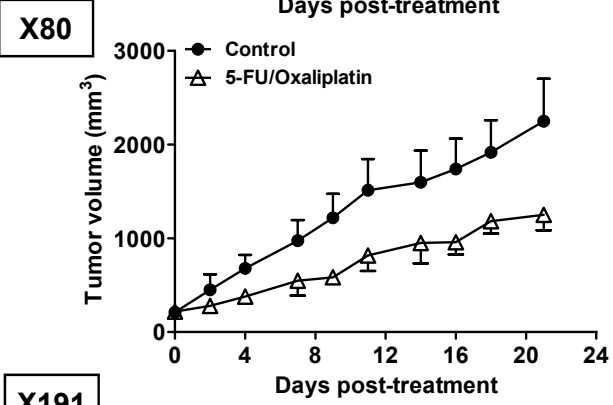 Days post-treatment
X80
3000
Control
5-FU/Oxaliplatin
Tumor volume (mm³)
2000
1000
0
0 4 8 12 16 20 24
Days post-treatment
X191